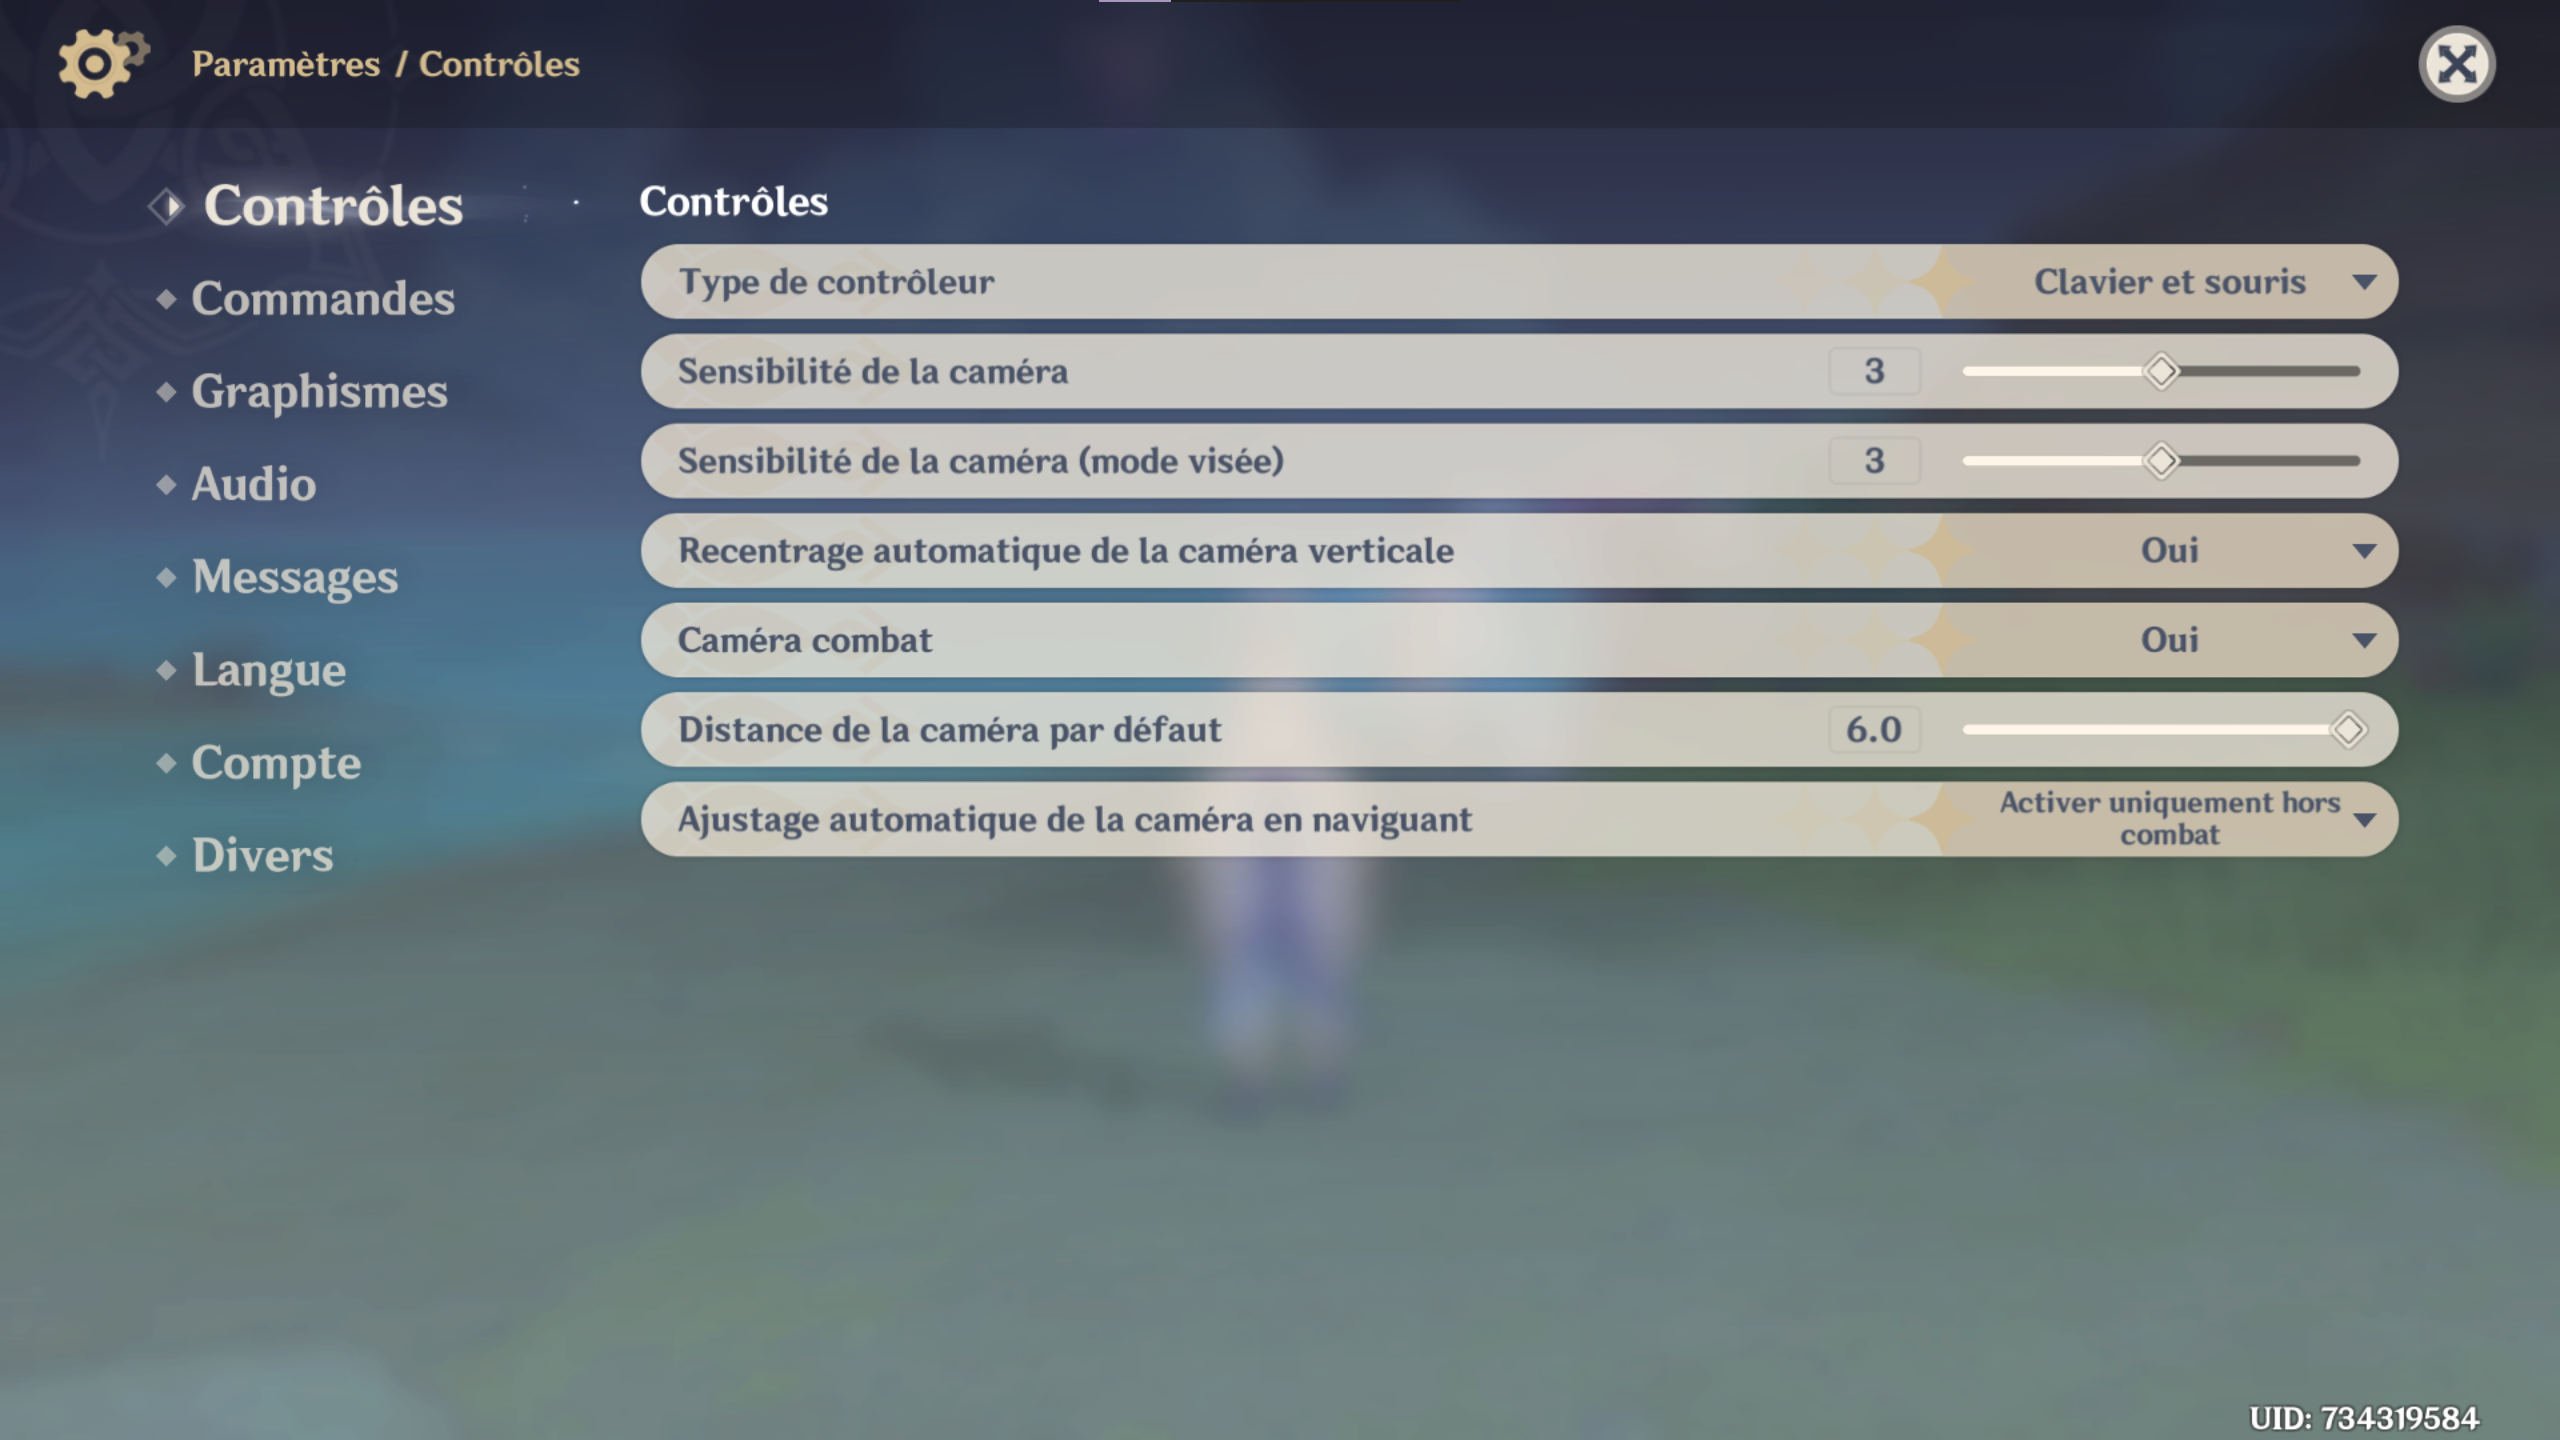 Paramètres / Contrôles
Contrôles
Commandes
Graphismes
Audio
Messages
Langue
Compte
Divers
Contrôles
Type de contrôleur
Clavier et souris
Sensibilité de la caméra
3
Sensibilité de la caméra (mode visée)
3
Recentrage automatique de la caméra verticale
Oui
Caméra combat
Oui
Distance de la caméra par défaut
6.0
Ajustage automatique de la caméra en naviguant
Activer uniquement hors
combat
UID: 734319584